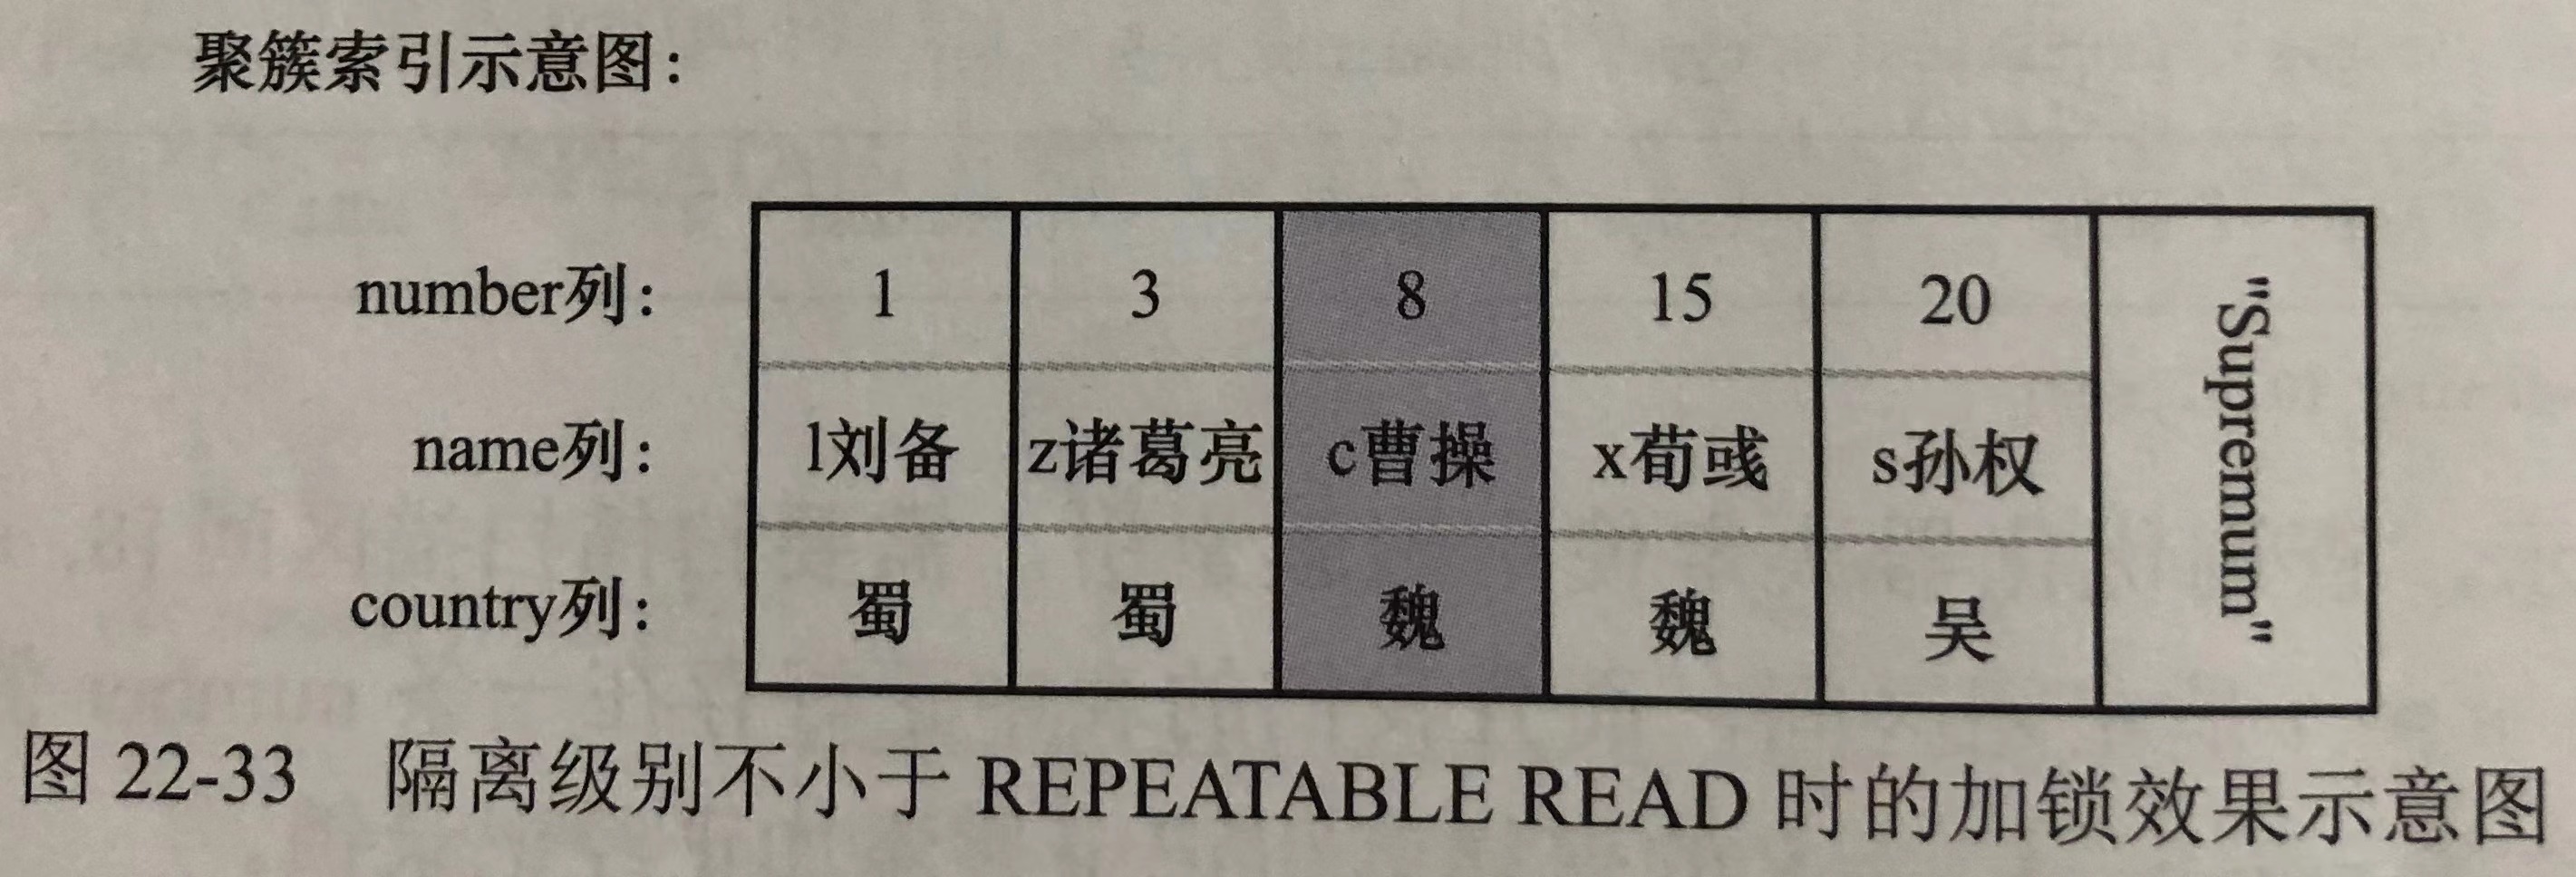 聚簇索引示意图：
number列： 1 3 8 15 20 "Supremum"
name列： l刘备 z诸葛亮 c曹操 x荀彧 s孙权
country列： 蜀 蜀 魏 魏 吴
图 22-33 隔离级别不小于 REPEATABLE READ 时的加锁效果示意图